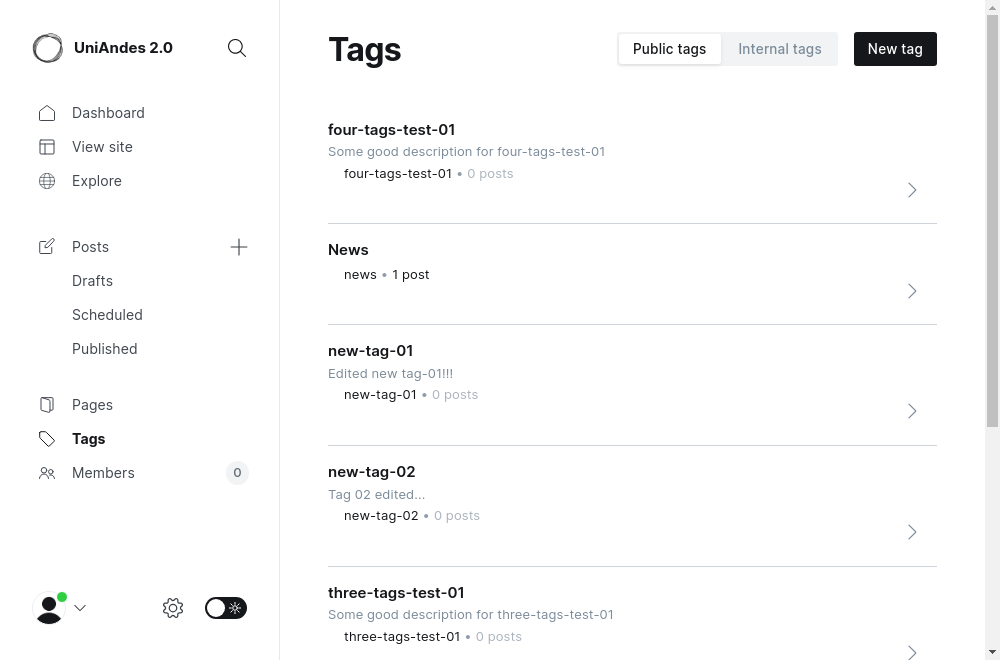 UniAndes 2.0
Dashboard
View site
Explore
Posts
Drafts
Scheduled
Published
Pages
Tags
Members
0
Tags
Public tags
Internal tags
New tag
four-tags-test-01
Some good description for four-tags-test-01
four-tags-test-01 • 0 posts
News
news • 1 post
new-tag-01
Edited new tag-01!!!
new-tag-01 • 0 posts
new-tag-02
Tag 02 edited...
new-tag-02 • 0 posts
three-tags-test-01
Some good description for three-tags-test-01
three-tags-test-01 • 0 posts